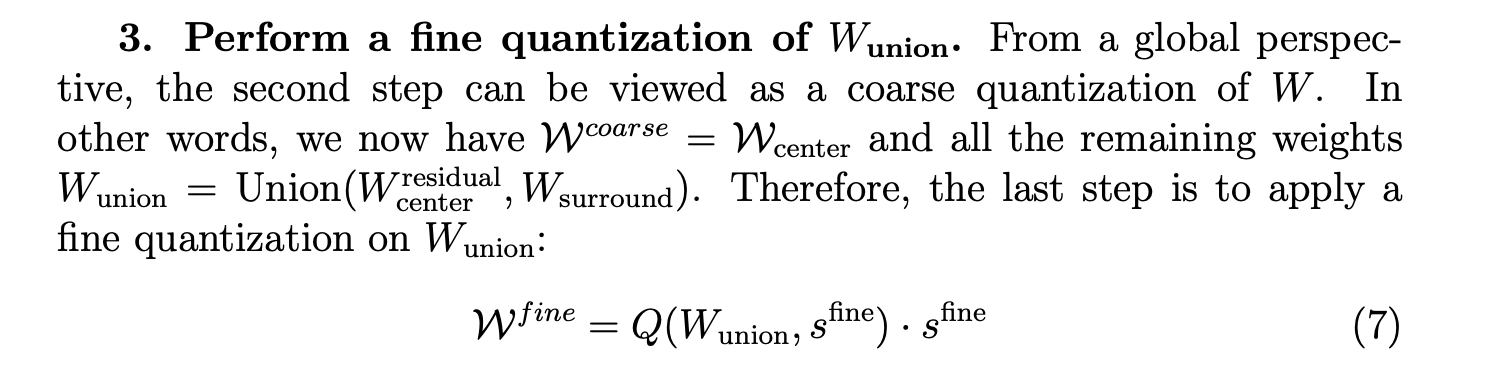 3. Perform a fine quantization of W_union. From a global perspec-
tive, the second step can be viewed as a coarse quantization of W. In
other words, we now have 𝒲^coarse = 𝒲_center and all the remaining weights
W_union = Union(W_center^residual, W_surround). Therefore, the last step is to apply a
fine quantization on W_union:
𝒲^fine = Q(W_union, s^fine) · s^fine (7)